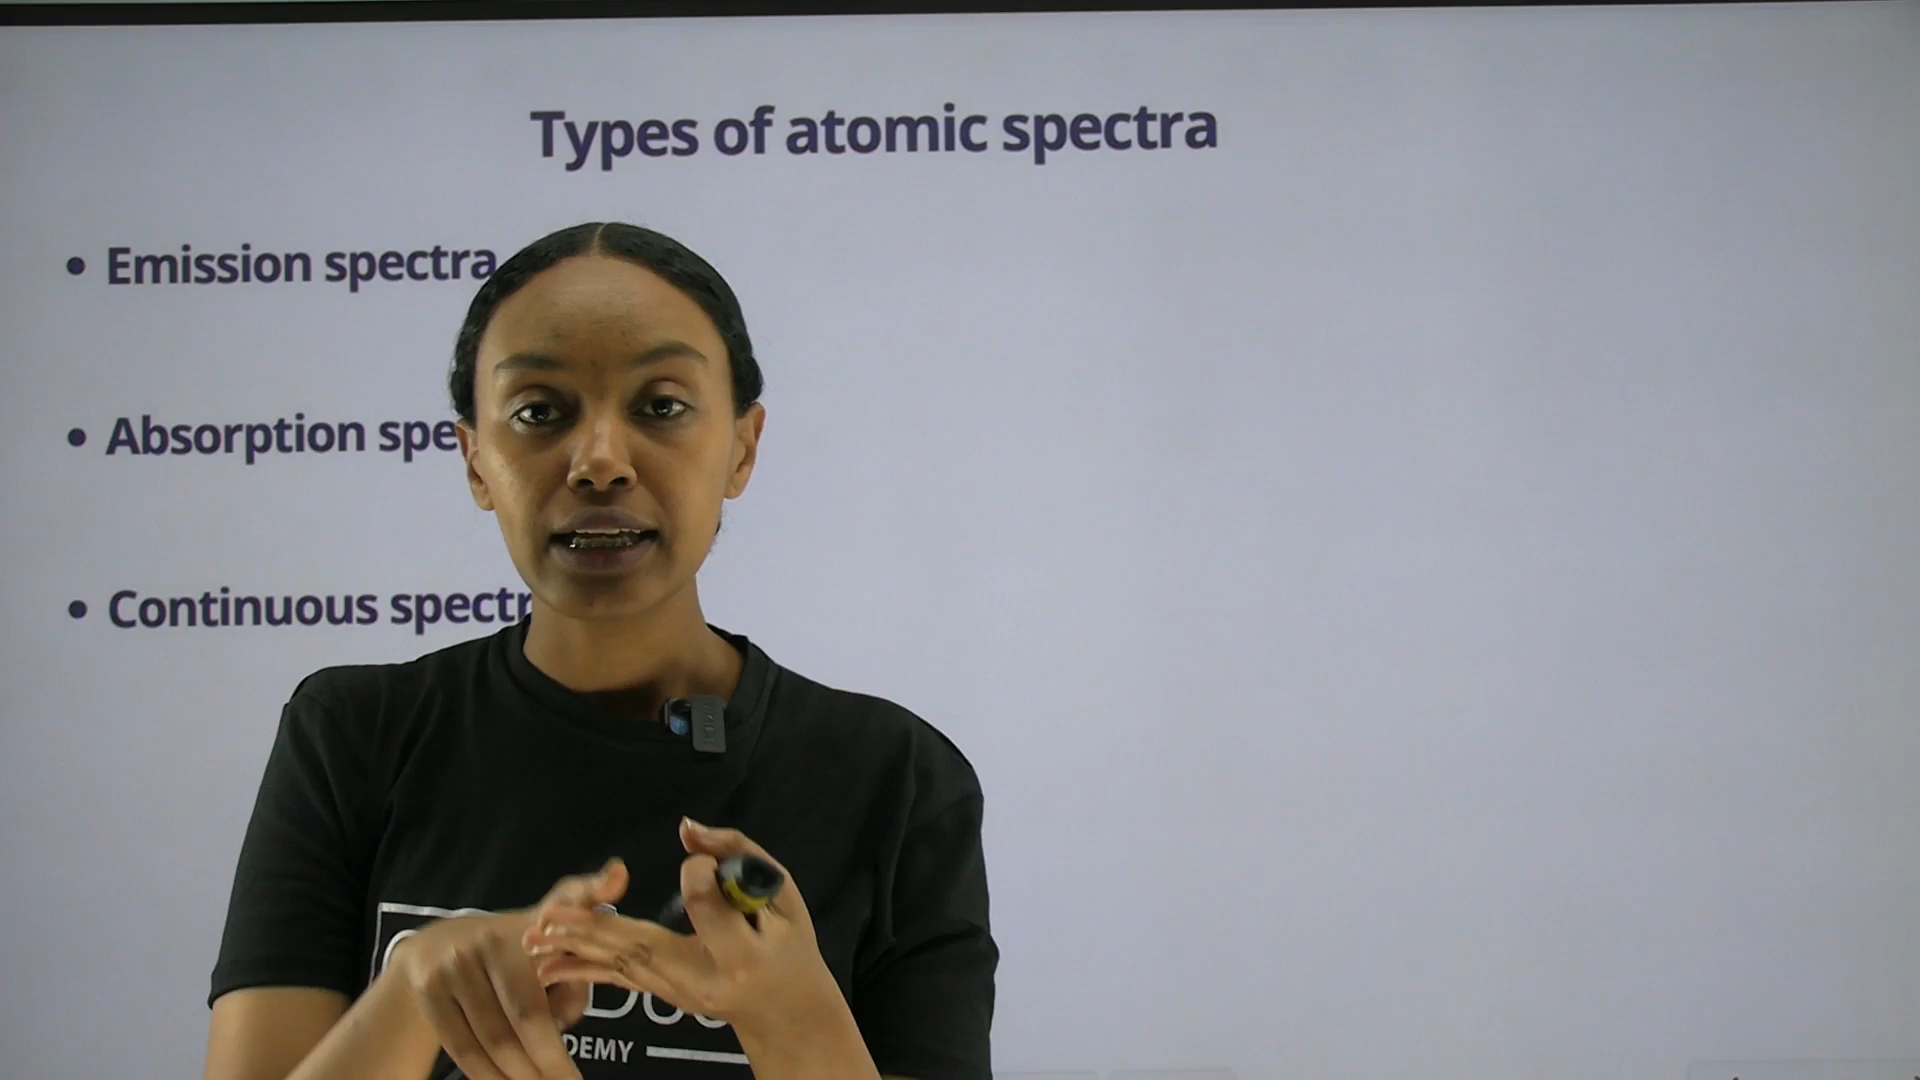 Types of atomic spectra
• Emission spectra
• Absorption spe
• Continuous spectr
DEMY